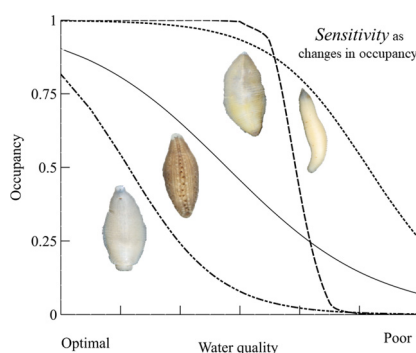 Sensitivity as
changes in occupancy
1
0.75
0.5
0.25
0
Occupancy
Optimal
Water quality
Poor